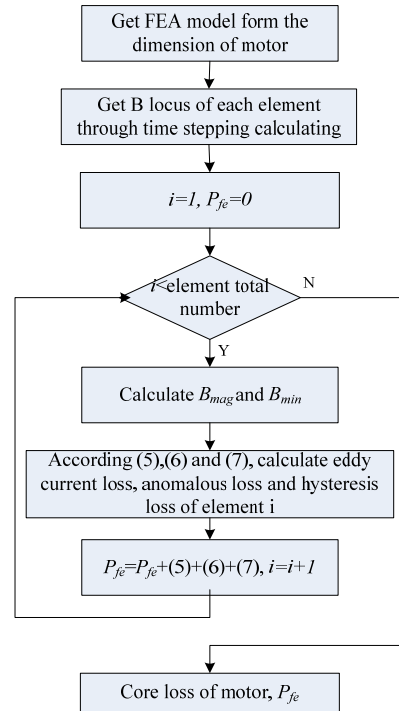 Get FEA model form the
dimension of motor
Get B locus of each element
through time stepping calculating
i=1, Pfe=0
i<element total
number
N
Y
Calculate Bmag and Bmin
According (5),(6) and (7), calculate eddy
current loss, anomalous loss and hysteresis
loss of element i
Pfe=Pfe+(5)+(6)+(7), i=i+1
Core loss of motor, Pfe